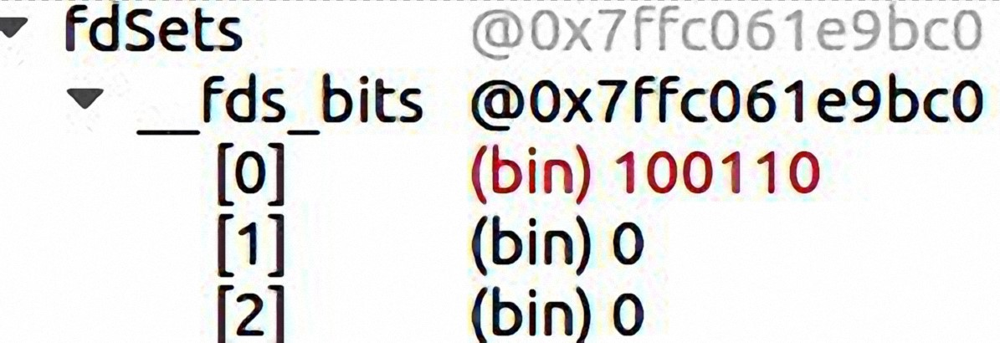 fdSets @0x7ffc061e9bc0
__fds_bits @0x7ffc061e9bc0
[0] (bin) 100110
[1] (bin) 0
[2] (bin) 0